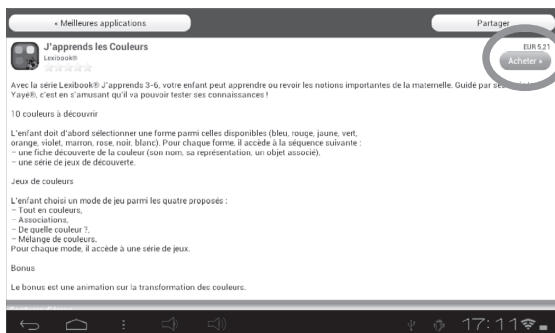 « Meilleures applications
Partager
J'apprends les Couleurs
Lexibook®
EUR 5,21
Acheter »
Avec la série Lexibook® J'apprends 3-6, votre enfant peut apprendre ou revoir les notions importantes de la maternelle. Guidé par ses
Yayé®, c'est en s'amusant qu'il va pouvoir tester ses connaissances !
10 couleurs à découvrir
L'enfant doit d'abord sélectionner une forme parmi celles disponibles (bleu, rouge, jaune, vert,
orange, violet, marron, rose, noir, blanc). Pour chaque forme, il accède à la séquence suivante :
– une fiche découverte de la couleur (son nom, sa représentation, un objet associé),
– une série de jeux de découverte.
Jeux de couleurs
L'enfant choisi un mode de jeu parmi les quatre proposés :
– Tout en couleurs,
– Associations,
– De quelle couleur ?,
– Mélange de couleurs.
Pour chaque mode, il accède à une série de jeux.
Bonus
Le bonus est une animation sur la transformation des couleurs.
17:11